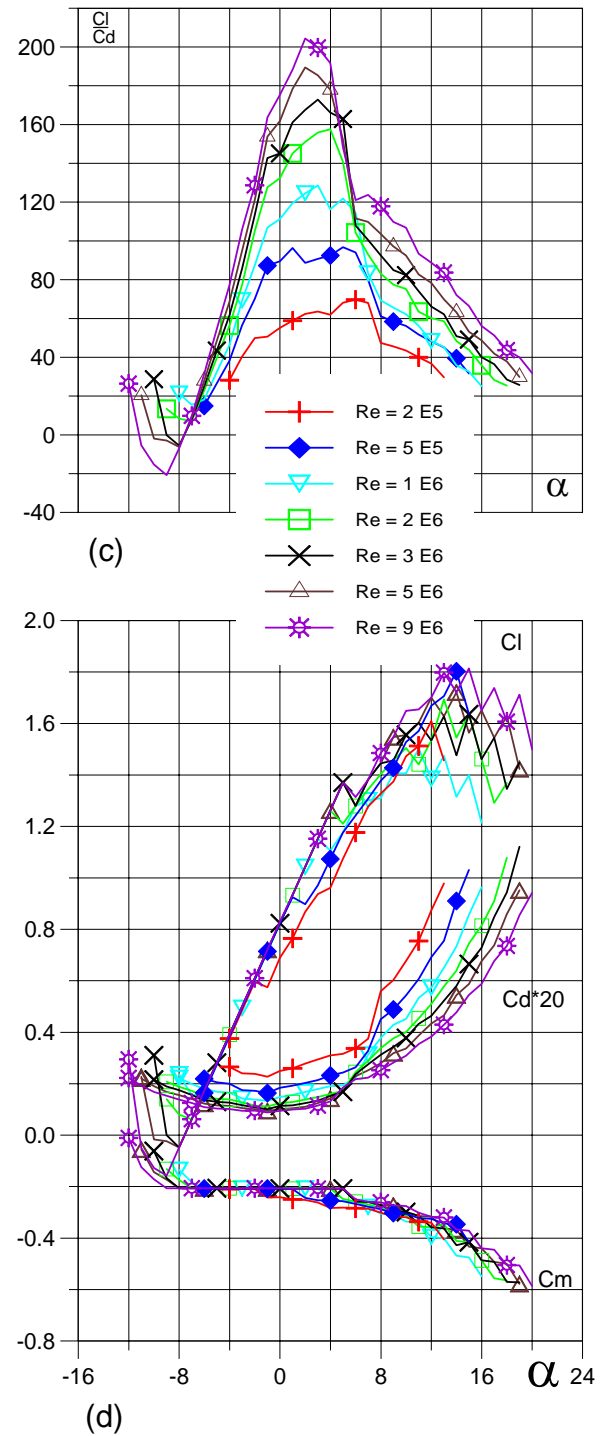 Cl
Cd
200
160
120
80
40
0
-40
α
(c)
Re = 2 E5
Re = 5 E5
Re = 1 E6
Re = 2 E6
Re = 3 E6
Re = 5 E6
Re = 9 E6
2.0
Cl
1.6
1.2
0.8
Cd*20
0.4
0.0
-0.4
Cm
-0.8
-16 -8 0 8 16 α 24
(d)